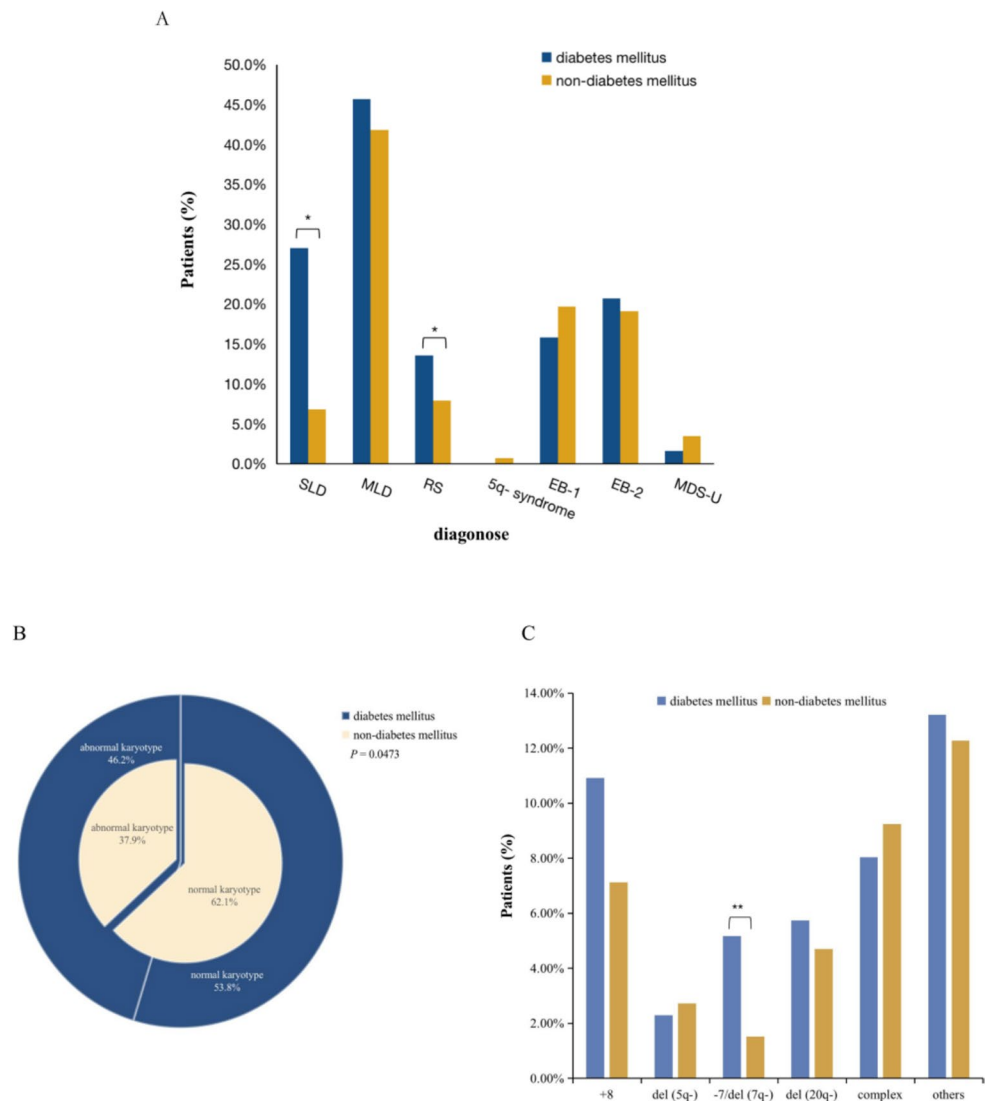 A
diabetes mellitus
non-diabetes mellitus
50.0%
45.0%
40.0%
35.0%
30.0%
25.0%
20.0%
15.0%
10.0%
5.0%
0.0%
Patients (%)
*
*
SLD
MLD
RS
5q- syndrome
EB-1
EB-2
MDS-U
diagonose
B
diabetes mellitus
non-diabetes mellitus
P = 0.0473
abnormal karyotype
46.2%
abnormal karyotype
37.9%
normal karyotype
62.1%
normal karyotype
53.8%
C
diabetes mellitus non-diabetes mellitus
14.00%
12.00%
10.00%
8.00%
6.00%
4.00%
2.00%
0.00%
Patients (%)
**
+8 del (5q-) -7/del (7q-) del (20q-) complex others